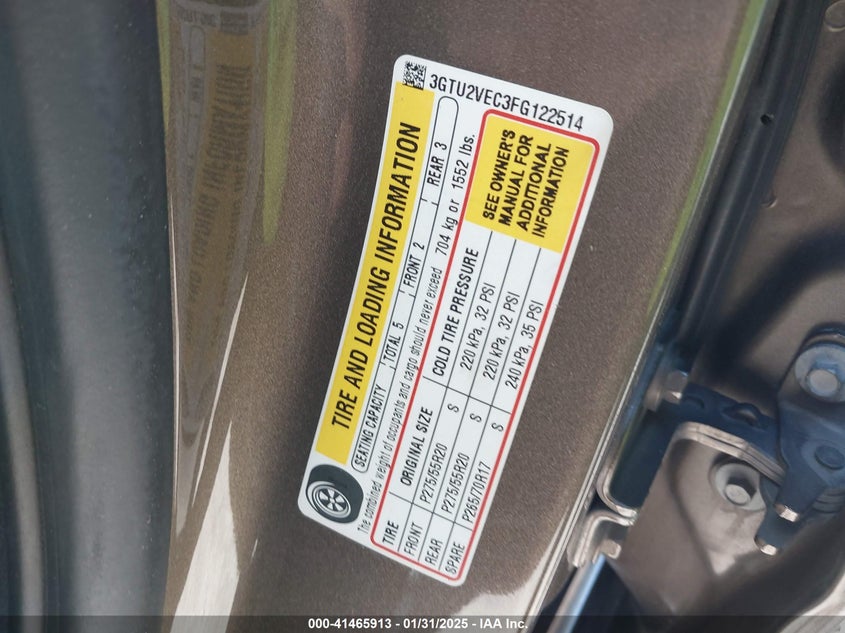 3GTU2VEC3FG122514
TIRE AND LOADING INFORMATION
SEATING CAPACITY TOTAL 5 FRONT 2 REAR 3
The combined weight of occupants and cargo should never exceed 704 kg or 1552 lbs.
TIRE ORIGINAL SIZE COLD TIRE PRESSURE
FRONT P275/55R20 S 220 kPa, 32 PSI
REAR P275/55R20 S 220 kPa, 32 PSI
SPARE P265/70R17 S 240 kPa, 35 PSI
SEE OWNER'S
MANUAL FOR
ADDITIONAL
INFORMATION
000-41465913 / 01/31/2025 - IAA Inc.